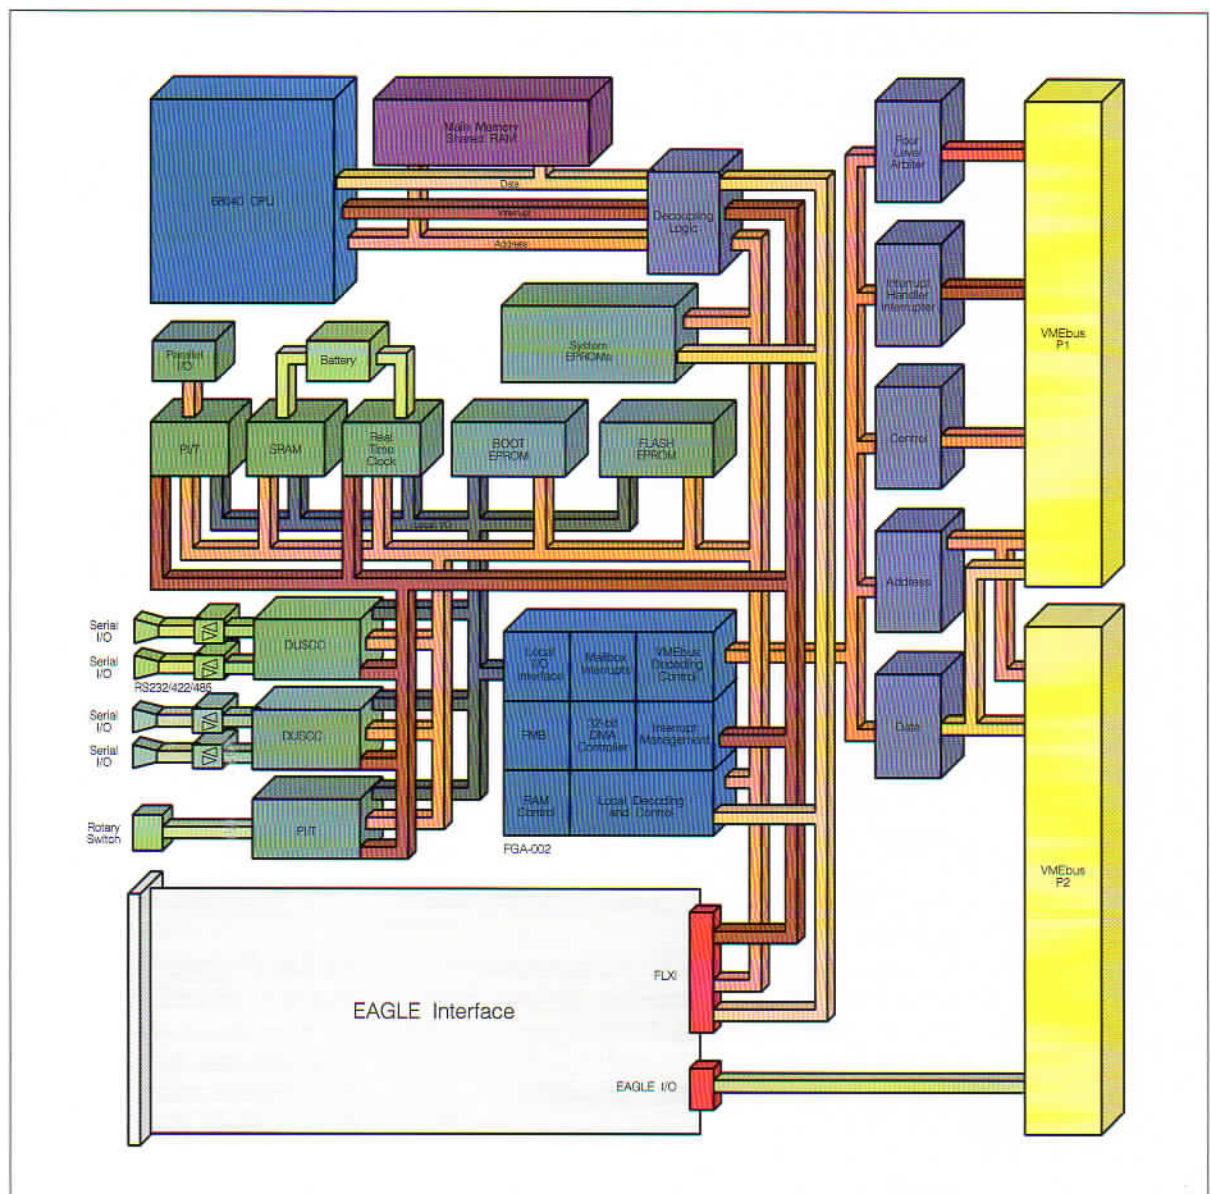 Main Memory
Shared RAM
68040 CPU
Data
Interrupt
Address
Decoupling
Logic
Four
Level
Arbiter
Interrupt
Handler
Interrupter
VMEbus
P1
Parallel
I/O
Battery
System
EPROMs
PI/T
SRAM
Real
Time
Clock
BOOT
EPROM
FLASH
EPROM
Control
Local I/O
Address
Serial
I/O
DUSCC
Serial
I/O
RS232/422/485
Local
I/O
Interface
Mailbox
Interrupts
VMEbus
Decoding
Control
Serial
I/O
DUSCC
Serial
I/O
RMB
32-bit
DMA
Controller
Interrupt
Management
Data
Rotary
Switch
PI/T
RAM
Control
Local Decoding
and Control
FGA-002
VMEbus
P2
FLXI
EAGLE Interface
EAGLE I/O